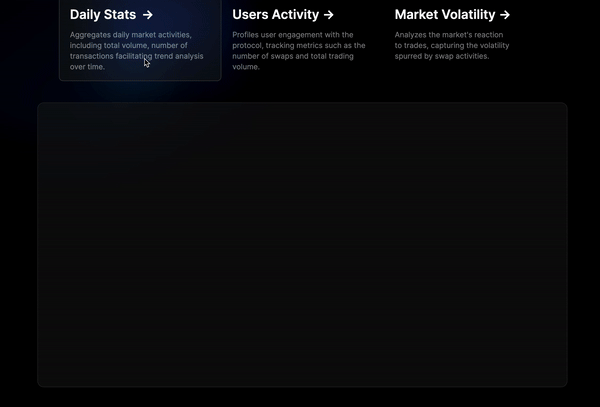 Daily Stats →
Aggregates daily market activities,
including total volume, number of
transactions facilitating trend analysis
over time.
Users Activity →
Profiles user engagement with the
protocol, tracking metrics such as the
number of swaps and total trading
volume.
Market Volatility →
Analyzes the market's reaction
to trades, capturing the volatility
spurred by swap activities.